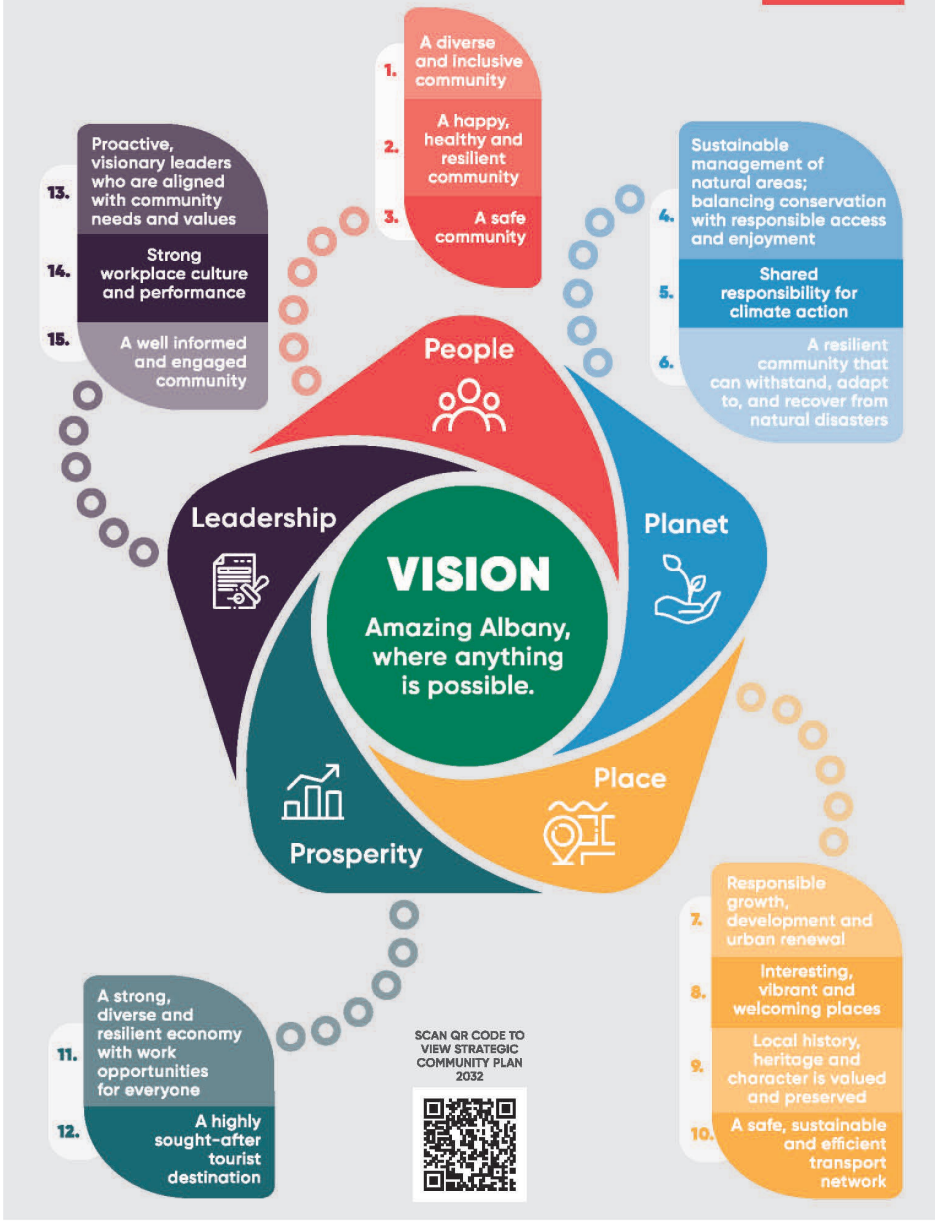 1.
A diverse
and inclusive
community
2.
A happy,
healthy and
resilient
community
3.
A safe
community
13.
Proactive,
visionary leaders
who are aligned
with community
needs and values
14.
Strong
workplace culture
and performance
15.
A well informed
and engaged
community
4.
Sustainable
management of
natural areas;
balancing conservation
with responsible access
and enjoyment
5.
Shared
responsibility for
climate action
6.
A resilient
community that
can withstand, adapt
to, and recover from
natural disasters
People
Leadership
Planet
VISION
Amazing Albany,
where anything
is possible.
Place
Prosperity
7.
Responsible
growth,
development and
urban renewal
8.
Interesting,
vibrant and
welcoming places
9.
Local history,
heritage and
character is valued
and preserved
10.
A safe, sustainable
and efficient
transport
network
11.
A strong,
diverse and
resilient economy
with work
opportunities
for everyone
12.
A highly
sought-after
tourist
destination
SCAN QR CODE TO
VIEW STRATEGIC
COMMUNITY PLAN
2032